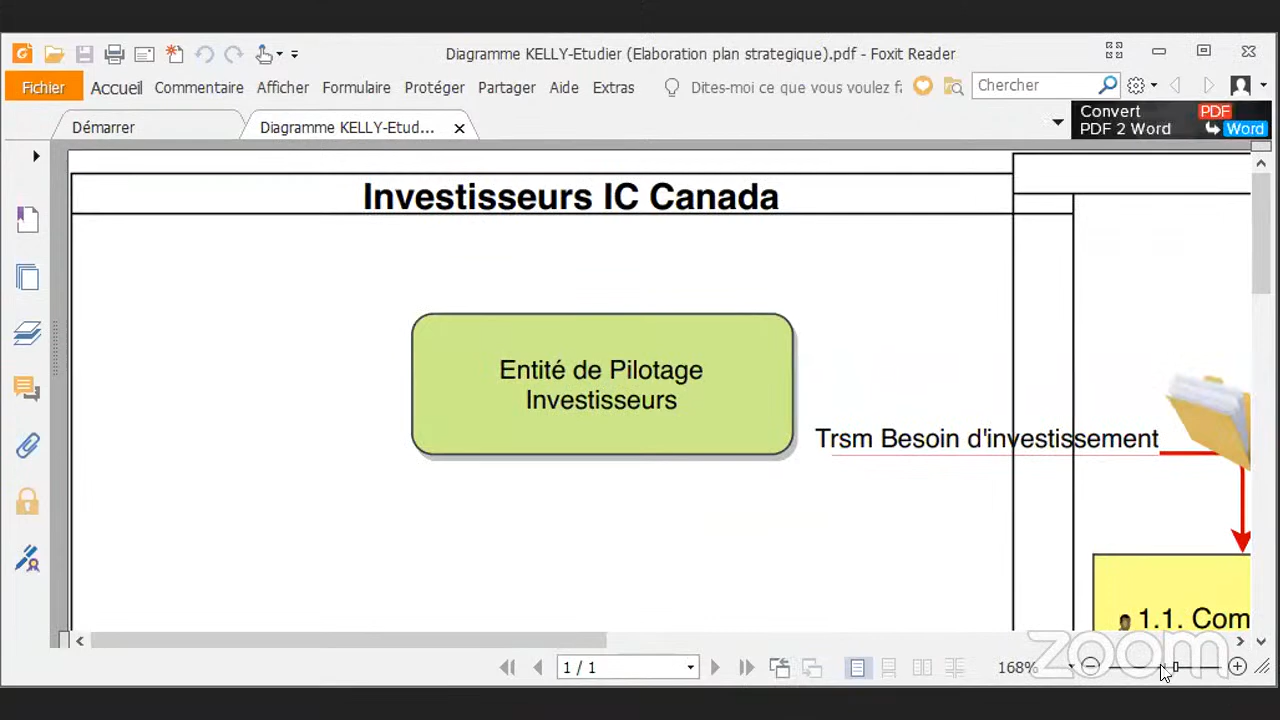 Diagramme KELLY-Etudier (Elaboration plan strategique).pdf - Foxit Reader
Fichier Accueil Commentaire Afficher Formulaire Protéger Partager Aide Extras Dites-moi ce que vous voulez fa Chercher
Démarrer Diagramme KELLY-Etud...
Convert PDF
PDF 2 Word Word
Investisseurs IC Canada
Entité de Pilotage
Investisseurs
Trsm Besoin d'investissement
1.1. Com
1 / 1
168%
zoom